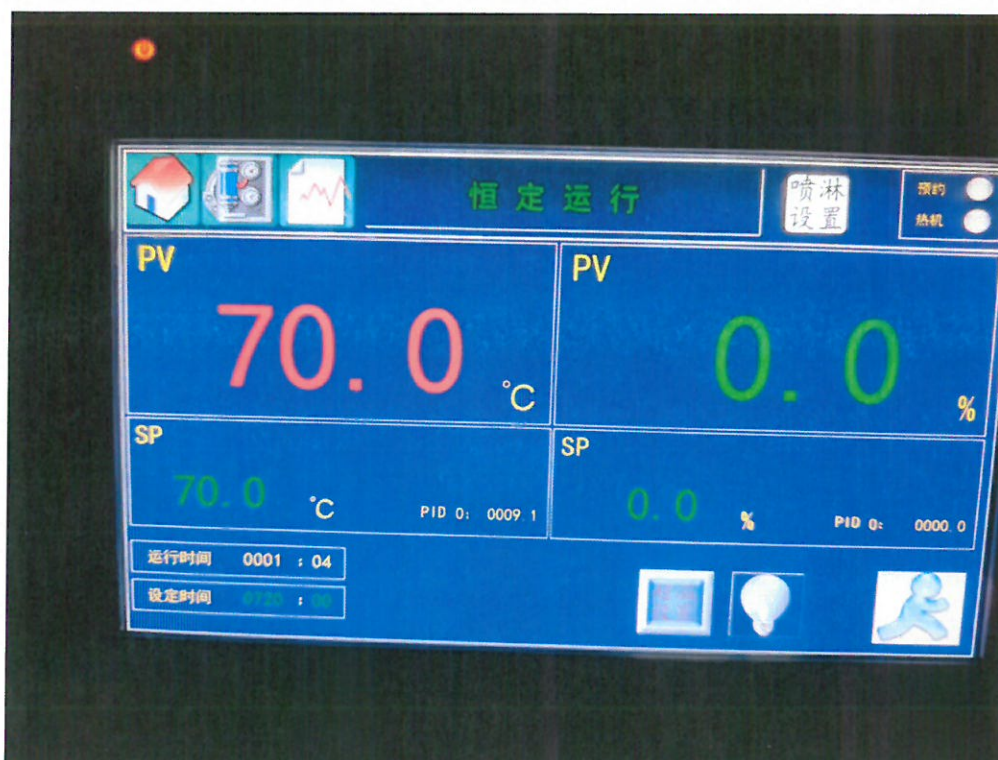 恒定运行
喷淋
设置
预约
热机
PV
70.0
℃
PV
0.0
%
SP
70.0
℃
PID O: 0009.1
SP
0.0
%
PID O: 0000.0
运行时间 0001 : 04
设定时间 0720 : 00